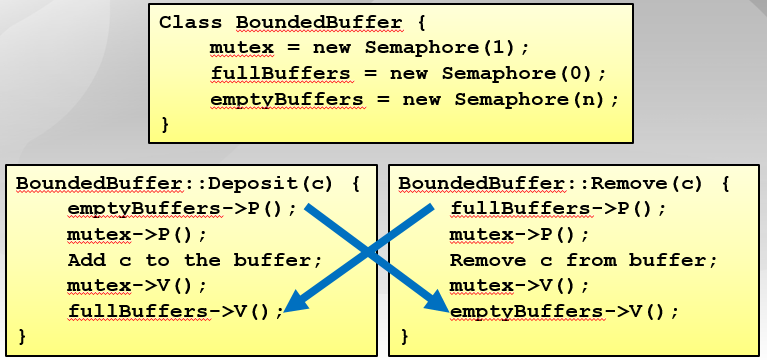 Class BoundedBuffer {
mutex = new Semaphore(1);
fullBuffers = new Semaphore(0);
emptyBuffers = new Semaphore(n);
}
BoundedBuffer::Deposit(c) {
emptyBuffers->P();
mutex->P();
Add c to the buffer;
mutex->V();
fullBuffers->V();
}
BoundedBuffer::Remove(c) {
fullBuffers->P();
mutex->P();
Remove c from buffer;
mutex->V();
emptyBuffers->V();
}